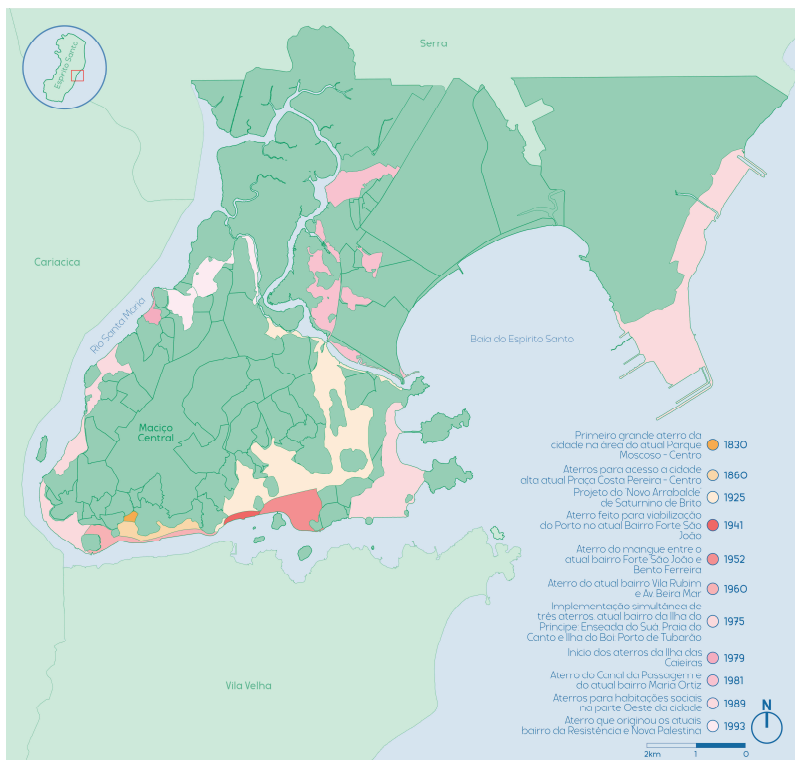 Serra
Espírito Santo
Cariacica
Rio Santa Maria
Baia do Espirito Santo
Maciço
Central
Vila Velha
Primeiro grande aterro da
cidade na área do atual Parque
Moscoso - Centro
1830
Aterros para acesso a cidade
alta atual Praça Costa Pereira - Centro
1860
Projeto do 'Novo Arrabalde'
de Saturnino de Brito
1925
Aterro feito para viabilização
do Porto no atual Bairro Forte São
João
1941
Aterro do mangue entre o
atual bairro Forte São João e
Bento Ferreira
1952
Aterro do atual bairro Vila Rubim
e Av. Beira Mar
1960
Implementação simultânea de
três aterros: atual bairro da Ilha do
Príncipe; Enseada do Suá, Praia do
Canto e Ilha do Boi; Porto de Tubarão
1975
Inicio dos aterros da Ilha das
Caieiras
1979
Aterro do Canal da Passagem e
do atual bairro Maria Ortiz
1981
Aterros para habitações sociais
na parte Oeste da cidade
1989
Aterro que originou os atuais
bairro da Resistência e Nova Palestina
1993
N
2km 1 0